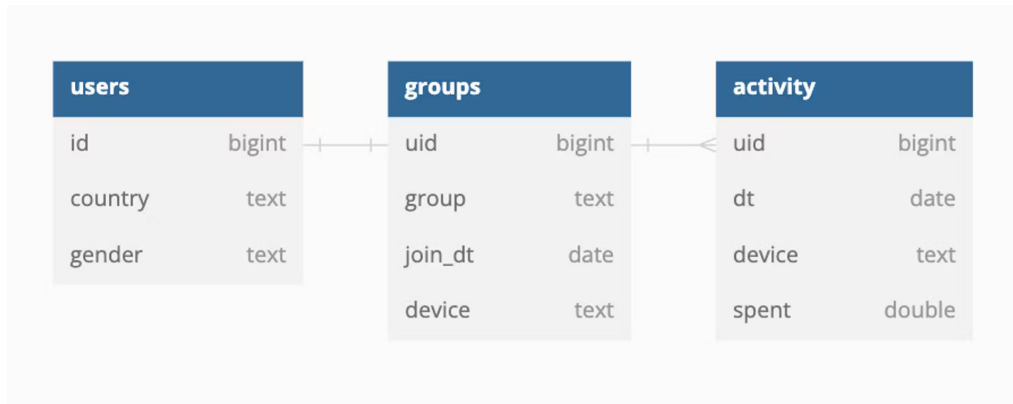 users
id bigint
country text
gender text
groups
uid bigint
group text
join_dt date
device text
activity
uid bigint
dt date
device text
spent double